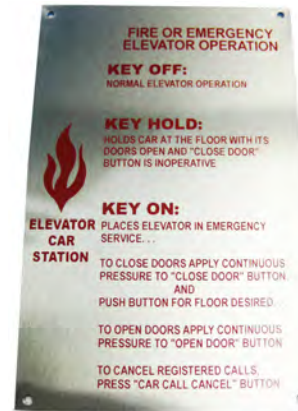 FIRE OR EMERGENCY
ELEVATOR OPERATION
KEY OFF:
NORMAL ELEVATOR OPERATION
KEY HOLD:
HOLDS CAR AT THE FLOOR WITH ITS
DOORS OPEN AND "CLOSE DOOR"
BUTTON IS INOPERATIVE
ELEVATOR
CAR
STATION
KEY ON:
PLACES ELEVATOR IN EMERGENCY
SERVICE. . .
TO CLOSE DOORS APPLY CONTINUOUS
PRESSURE TO "CLOSE DOOR" BUTTON
AND
PUSH BUTTON FOR FLOOR DESIRED.
TO OPEN DOORS APPLY CONTINUOUS
PRESSURE TO "OPEN DOOR" BUTTON
TO CANCEL REGISTERED CALLS,
PRESS "CAR CALL CANCEL" BUTTON